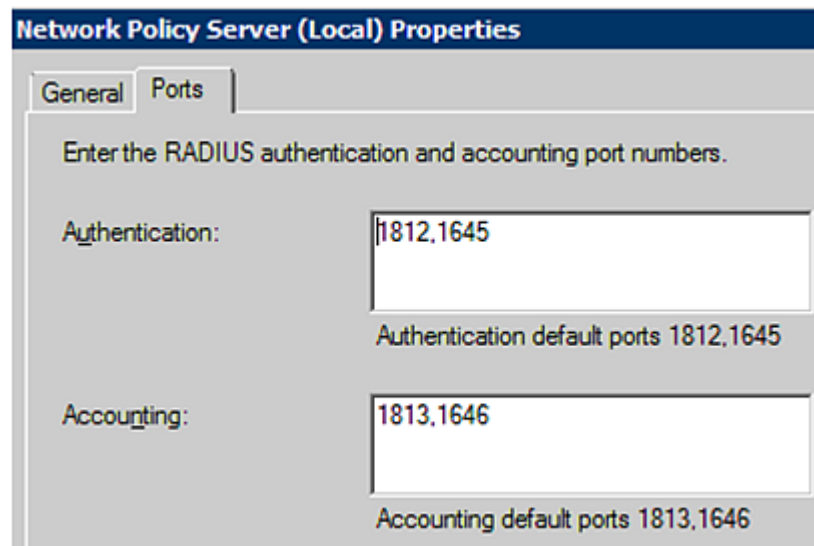 Network Policy Server (Local) Properties
General Ports
Enter the RADIUS authentication and accounting port numbers.
Authentication: 1812,1645
Authentication default ports 1812,1645
Accounting: 1813,1646
Accounting default ports 1813,1646